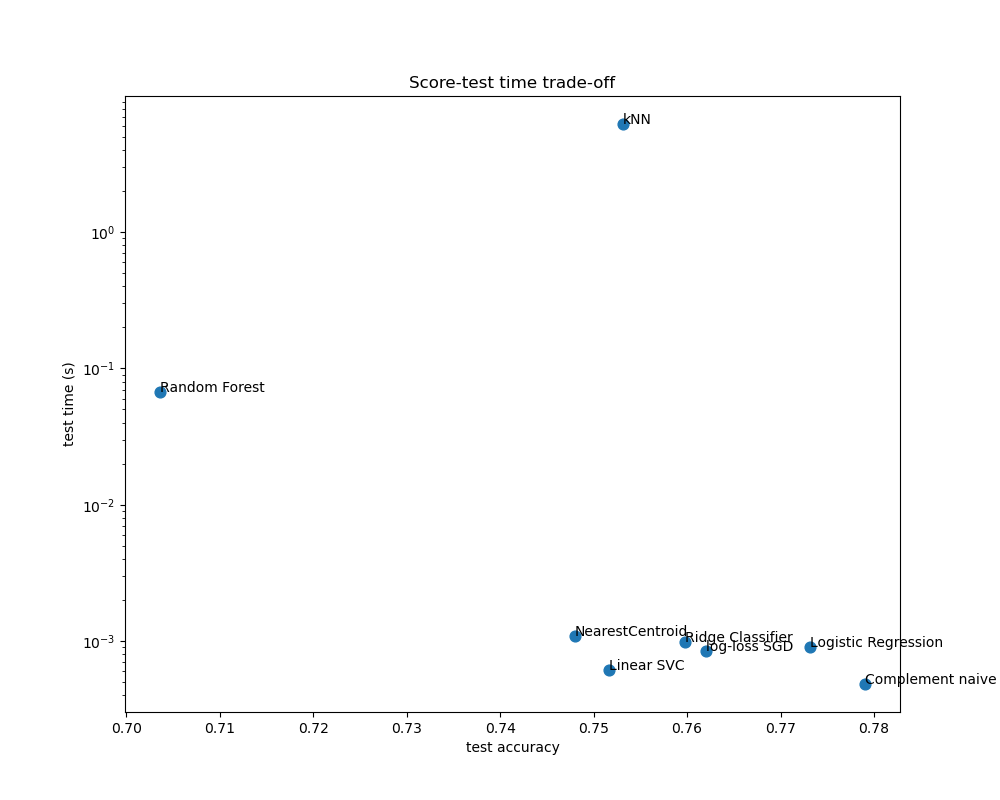 Score-test time trade-off
kNN
10⁰
10⁻¹
Random Forest
test time (s)
10⁻²
10⁻³
NearestCentroid
Ridge Classifier
log-loss SGD
Logistic Regression
Linear SVC
Complement naive
0.70 0.71 0.72 0.73 0.74 0.75 0.76 0.77 0.78
test accuracy